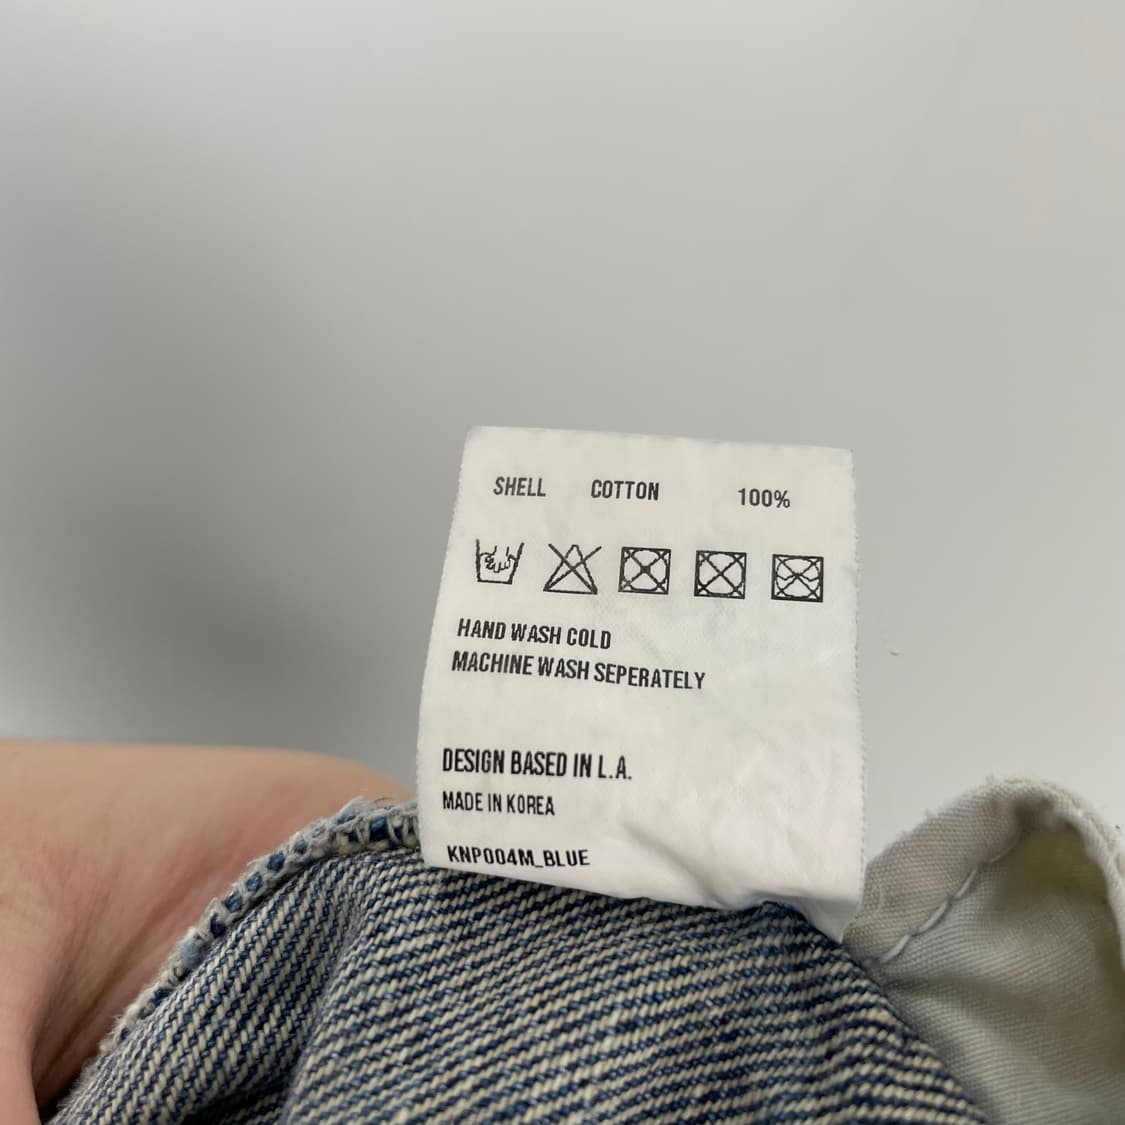 SHELL COTTON 100%
HAND WASH COLD
MACHINE WASH SEPERATELY
DESIGN BASED IN L.A.
MADE IN KOREA
KNP004M_BLUE